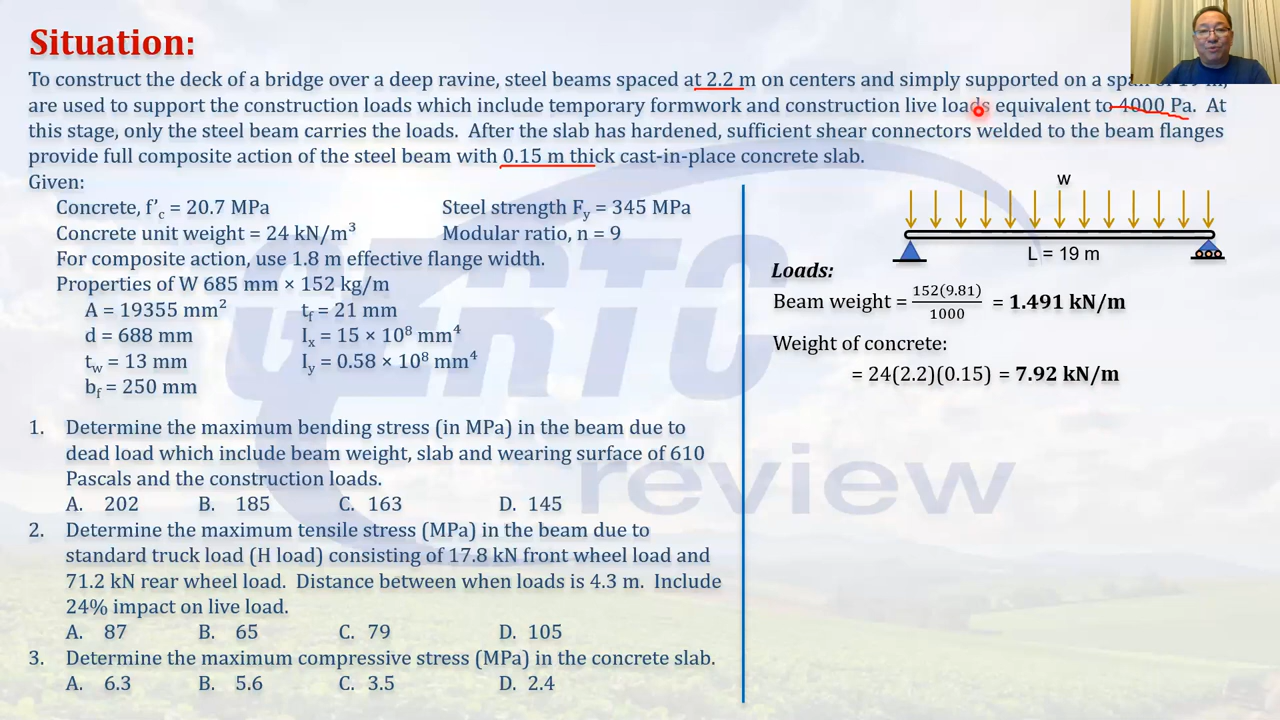 Situation:
To construct the deck of a bridge over a deep ravine, steel beams spaced at 2.2 m on centers and simply supported on a
are used to support the construction loads which include temporary formwork and construction live loads equivalent to 4000 Pa. At
this stage, only the steel beam carries the loads. After the slab has hardened, sufficient shear connectors welded to the beam flanges
provide full composite action of the steel beam with 0.15 m thick cast-in-place concrete slab.
Given:
Concrete, f'c = 20.7 MPa Steel strength Fy = 345 MPa
Concrete unit weight = 24 kN/m³ Modular ratio, n = 9
For composite action, use 1.8 m effective flange width.
Properties of W 685 mm × 152 kg/m
A = 19355 mm² tf = 21 mm
d = 688 mm Ix = 15 × 10⁸ mm⁴
tw = 13 mm Iy = 0.58 × 10⁸ mm⁴
bf = 250 mm
1. Determine the maximum bending stress (in MPa) in the beam due to
dead load which include beam weight, slab and wearing surface of 610
Pascals and the construction loads.
A. 202 B. 185 C. 163 D. 145
2. Determine the maximum tensile stress (MPa) in the beam due to
standard truck load (H load) consisting of 17.8 kN front wheel load and
71.2 kN rear wheel load. Distance between when loads is 4.3 m. Include
24% impact on live load.
A. 87 B. 65 C. 79 D. 105
3. Determine the maximum compressive stress (MPa) in the concrete slab.
A. 6.3 B. 5.6 C. 3.5 D. 2.4
w
L = 19 m
Loads:
Beam weight = 152(9.81)/1000 = 1.491 kN/m
Weight of concrete:
= 24(2.2)(0.15) = 7.92 kN/m
review